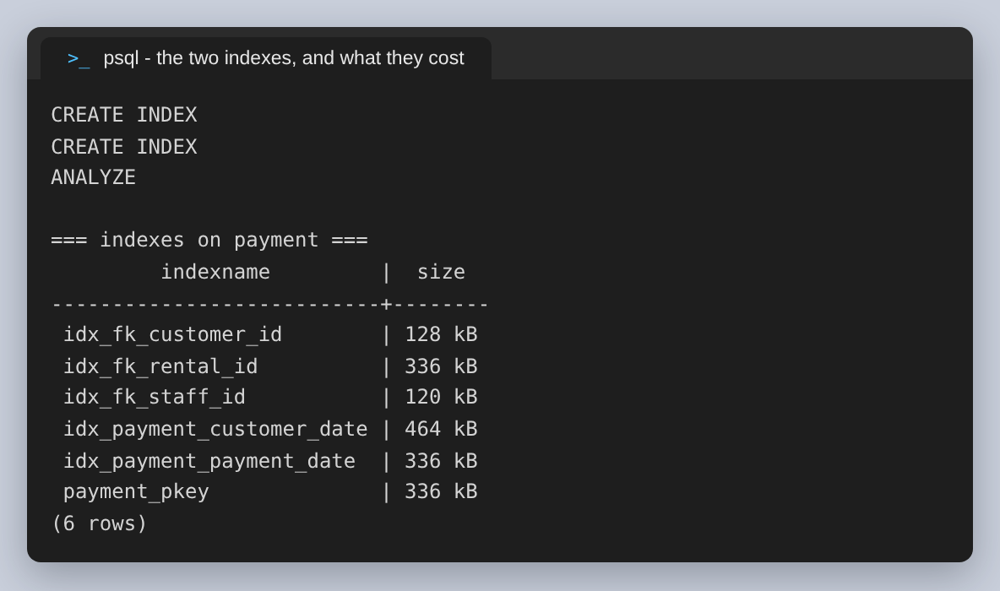 >_ psql - the two indexes, and what they cost
CREATE INDEX
CREATE INDEX
ANALYZE

=== indexes on payment ===
         indexname         |  size
---------------------------+--------
 idx_fk_customer_id        | 128 kB
 idx_fk_rental_id          | 336 kB
 idx_fk_staff_id           | 120 kB
 idx_payment_customer_date | 464 kB
 idx_payment_payment_date  | 336 kB
 payment_pkey              | 336 kB
(6 rows)